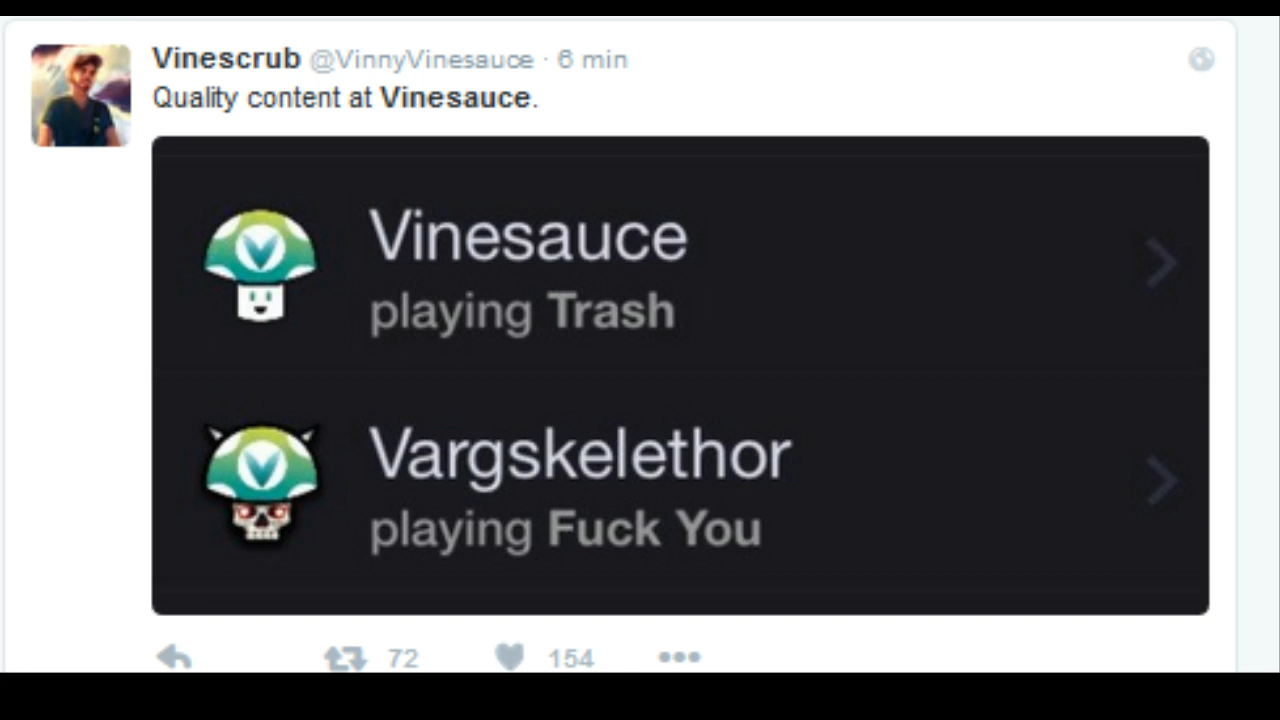 Vinescrub @VinnyVinesauce · 6 min
Quality content at Vinesauce.
Vinesauce
playing Trash
Vargskelethor
playing Fuck You
72 154